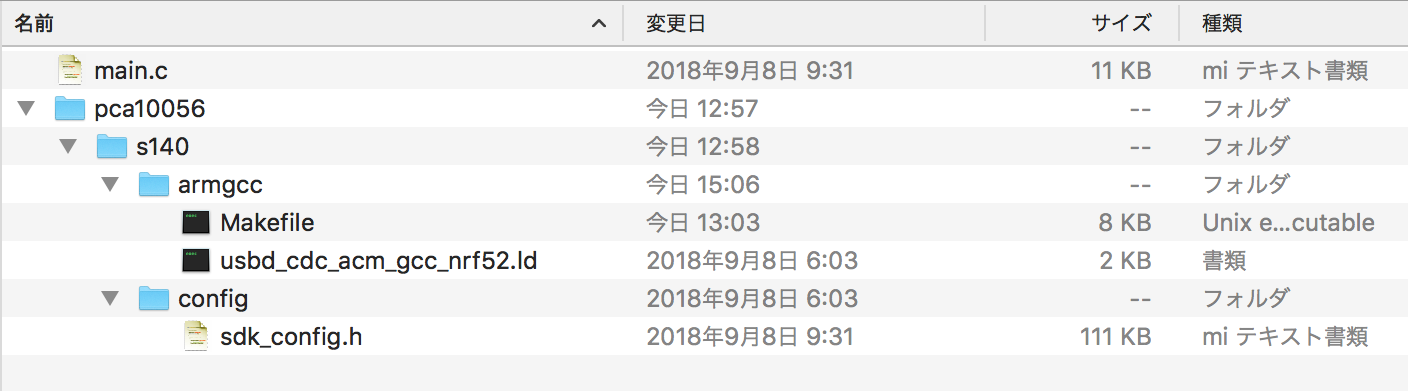 名前 変更日 サイズ 種類
main.c 2018年9月8日 9:31 11 KB mi テキスト書類
pca10056 今日 12:57 -- フォルダ
s140 今日 12:58 -- フォルダ
armgcc 今日 15:06 -- フォルダ
Makefile 今日 13:03 8 KB Unix e...cutable
usbd_cdc_acm_gcc_nrf52.ld 2018年9月8日 6:03 2 KB 書類
config 2018年9月8日 6:03 -- フォルダ
sdk_config.h 2018年9月8日 9:31 111 KB mi テキスト書類